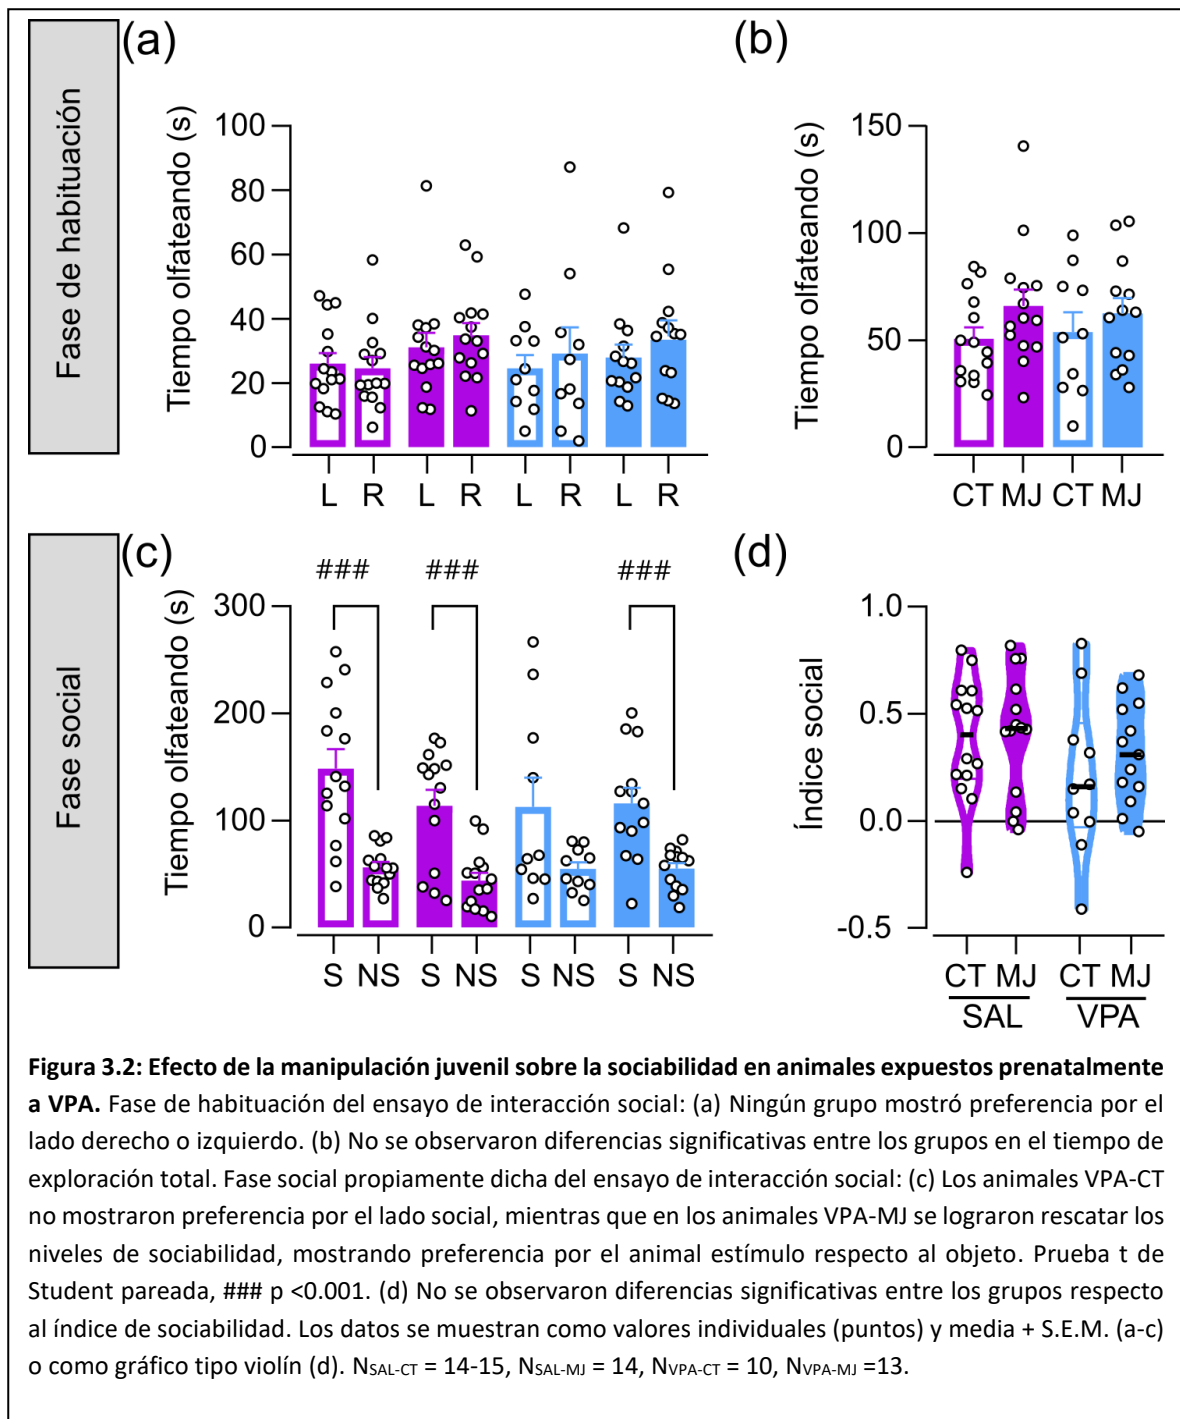 Fase de habituación
(a)
Tiempo olfateando (s)
100
80
60
40
20
0
L R L R L R L R
(b)
Tiempo olfateando (s)
150
100
50
0
CT MJ CT MJ
Fase social
(c)
### ### ###
Tiempo olfateando (s)
300
200
100
0
S NS S NS S NS S NS
(d)
Índice social
1.0
0.5
0.0
-0.5
CT MJ CT MJ
SAL VPA
Figura 3.2: Efecto de la manipulación juvenil sobre la sociabilidad en animales expuestos prenatalmente
a VPA. Fase de habituación del ensayo de interacción social: (a) Ningún grupo mostró preferencia por el
lado derecho o izquierdo. (b) No se observaron diferencias significativas entre los grupos en el tiempo de
exploración total. Fase social propiamente dicha del ensayo de interacción social: (c) Los animales VPA-CT
no mostraron preferencia por el lado social, mientras que en los animales VPA-MJ se lograron rescatar los
niveles de sociabilidad, mostrando preferencia por el animal estímulo respecto al objeto. Prueba t de
Student pareada, ### p <0.001. (d) No se observaron diferencias significativas entre los grupos respecto
al índice de sociabilidad. Los datos se muestran como valores individuales (puntos) y media + S.E.M. (a-c)
o como gráfico tipo violín (d). NSAL-CT = 14-15, NSAL-MJ = 14, NVPA-CT = 10, NVPA-MJ =13.